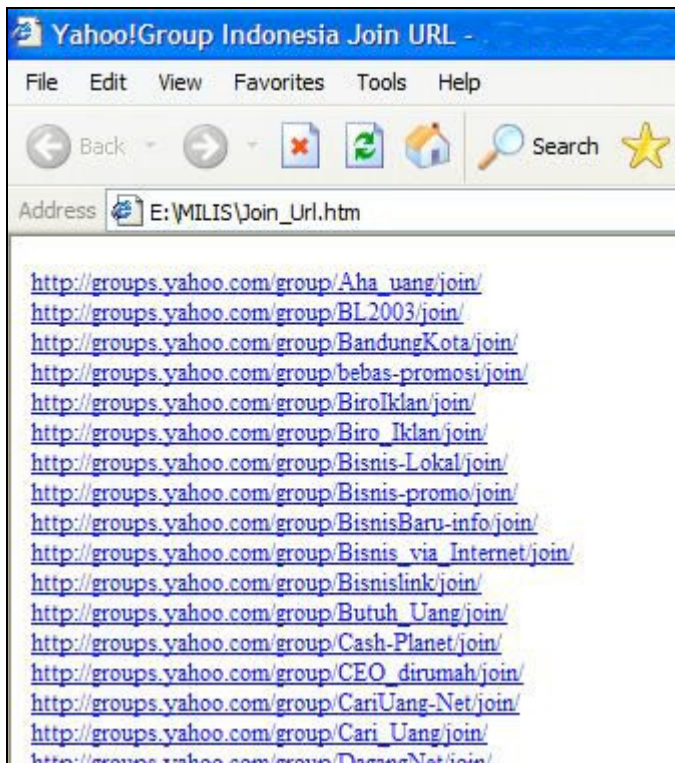 Yahoo!Group Indonesia Join URL -
File Edit View Favorites Tools Help
Back Search
Address E:\MILIS\Join_Url.htm
http://groups.yahoo.com/group/Aha_uang/join/
http://groups.yahoo.com/group/BL2003/join/
http://groups.yahoo.com/group/BandungKota/join/
http://groups.yahoo.com/group/bebas-promosi/join/
http://groups.yahoo.com/group/BiroIklan/join/
http://groups.yahoo.com/group/Biro_Iklan/join/
http://groups.yahoo.com/group/Bisnis-Lokal/join/
http://groups.yahoo.com/group/Bisnis-promo/join/
http://groups.yahoo.com/group/BisnisBaru-info/join/
http://groups.yahoo.com/group/Bisnis_via_Internet/join/
http://groups.yahoo.com/group/Bisnislink/join/
http://groups.yahoo.com/group/Butuh_Uang/join/
http://groups.yahoo.com/group/Cash-Planet/join/
http://groups.yahoo.com/group/CEO_dirumah/join/
http://groups.yahoo.com/group/CariUang-Net/join/
http://groups.yahoo.com/group/Cari_Uang/join/
http://groups.yahoo.com/group/DagangNet/join/